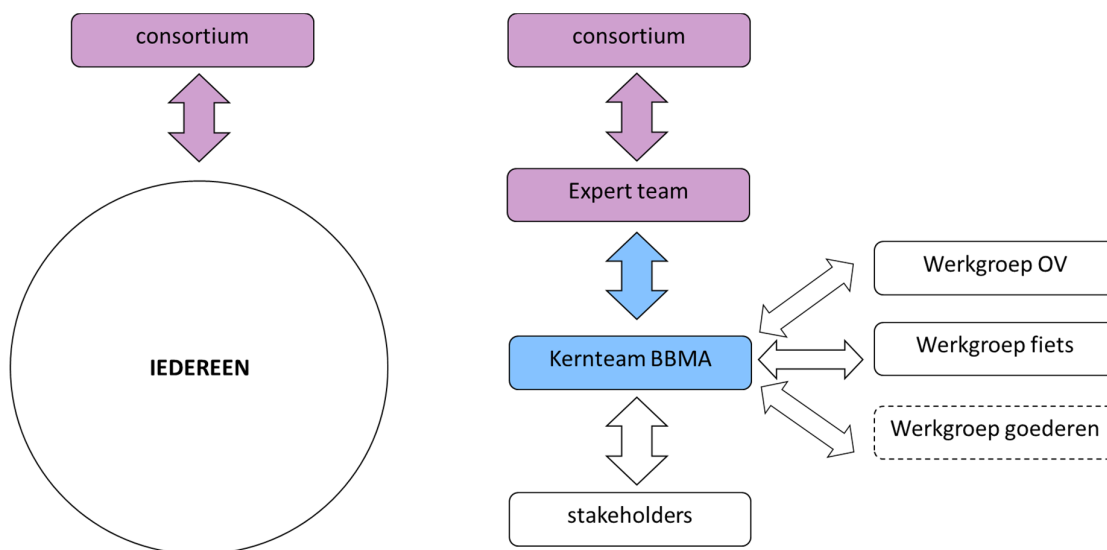 consortium
IEDEREEN
consortium
Expert team
Kernteam BBMA
stakeholders
Werkgroep OV
Werkgroep fiets
Werkgroep goederen